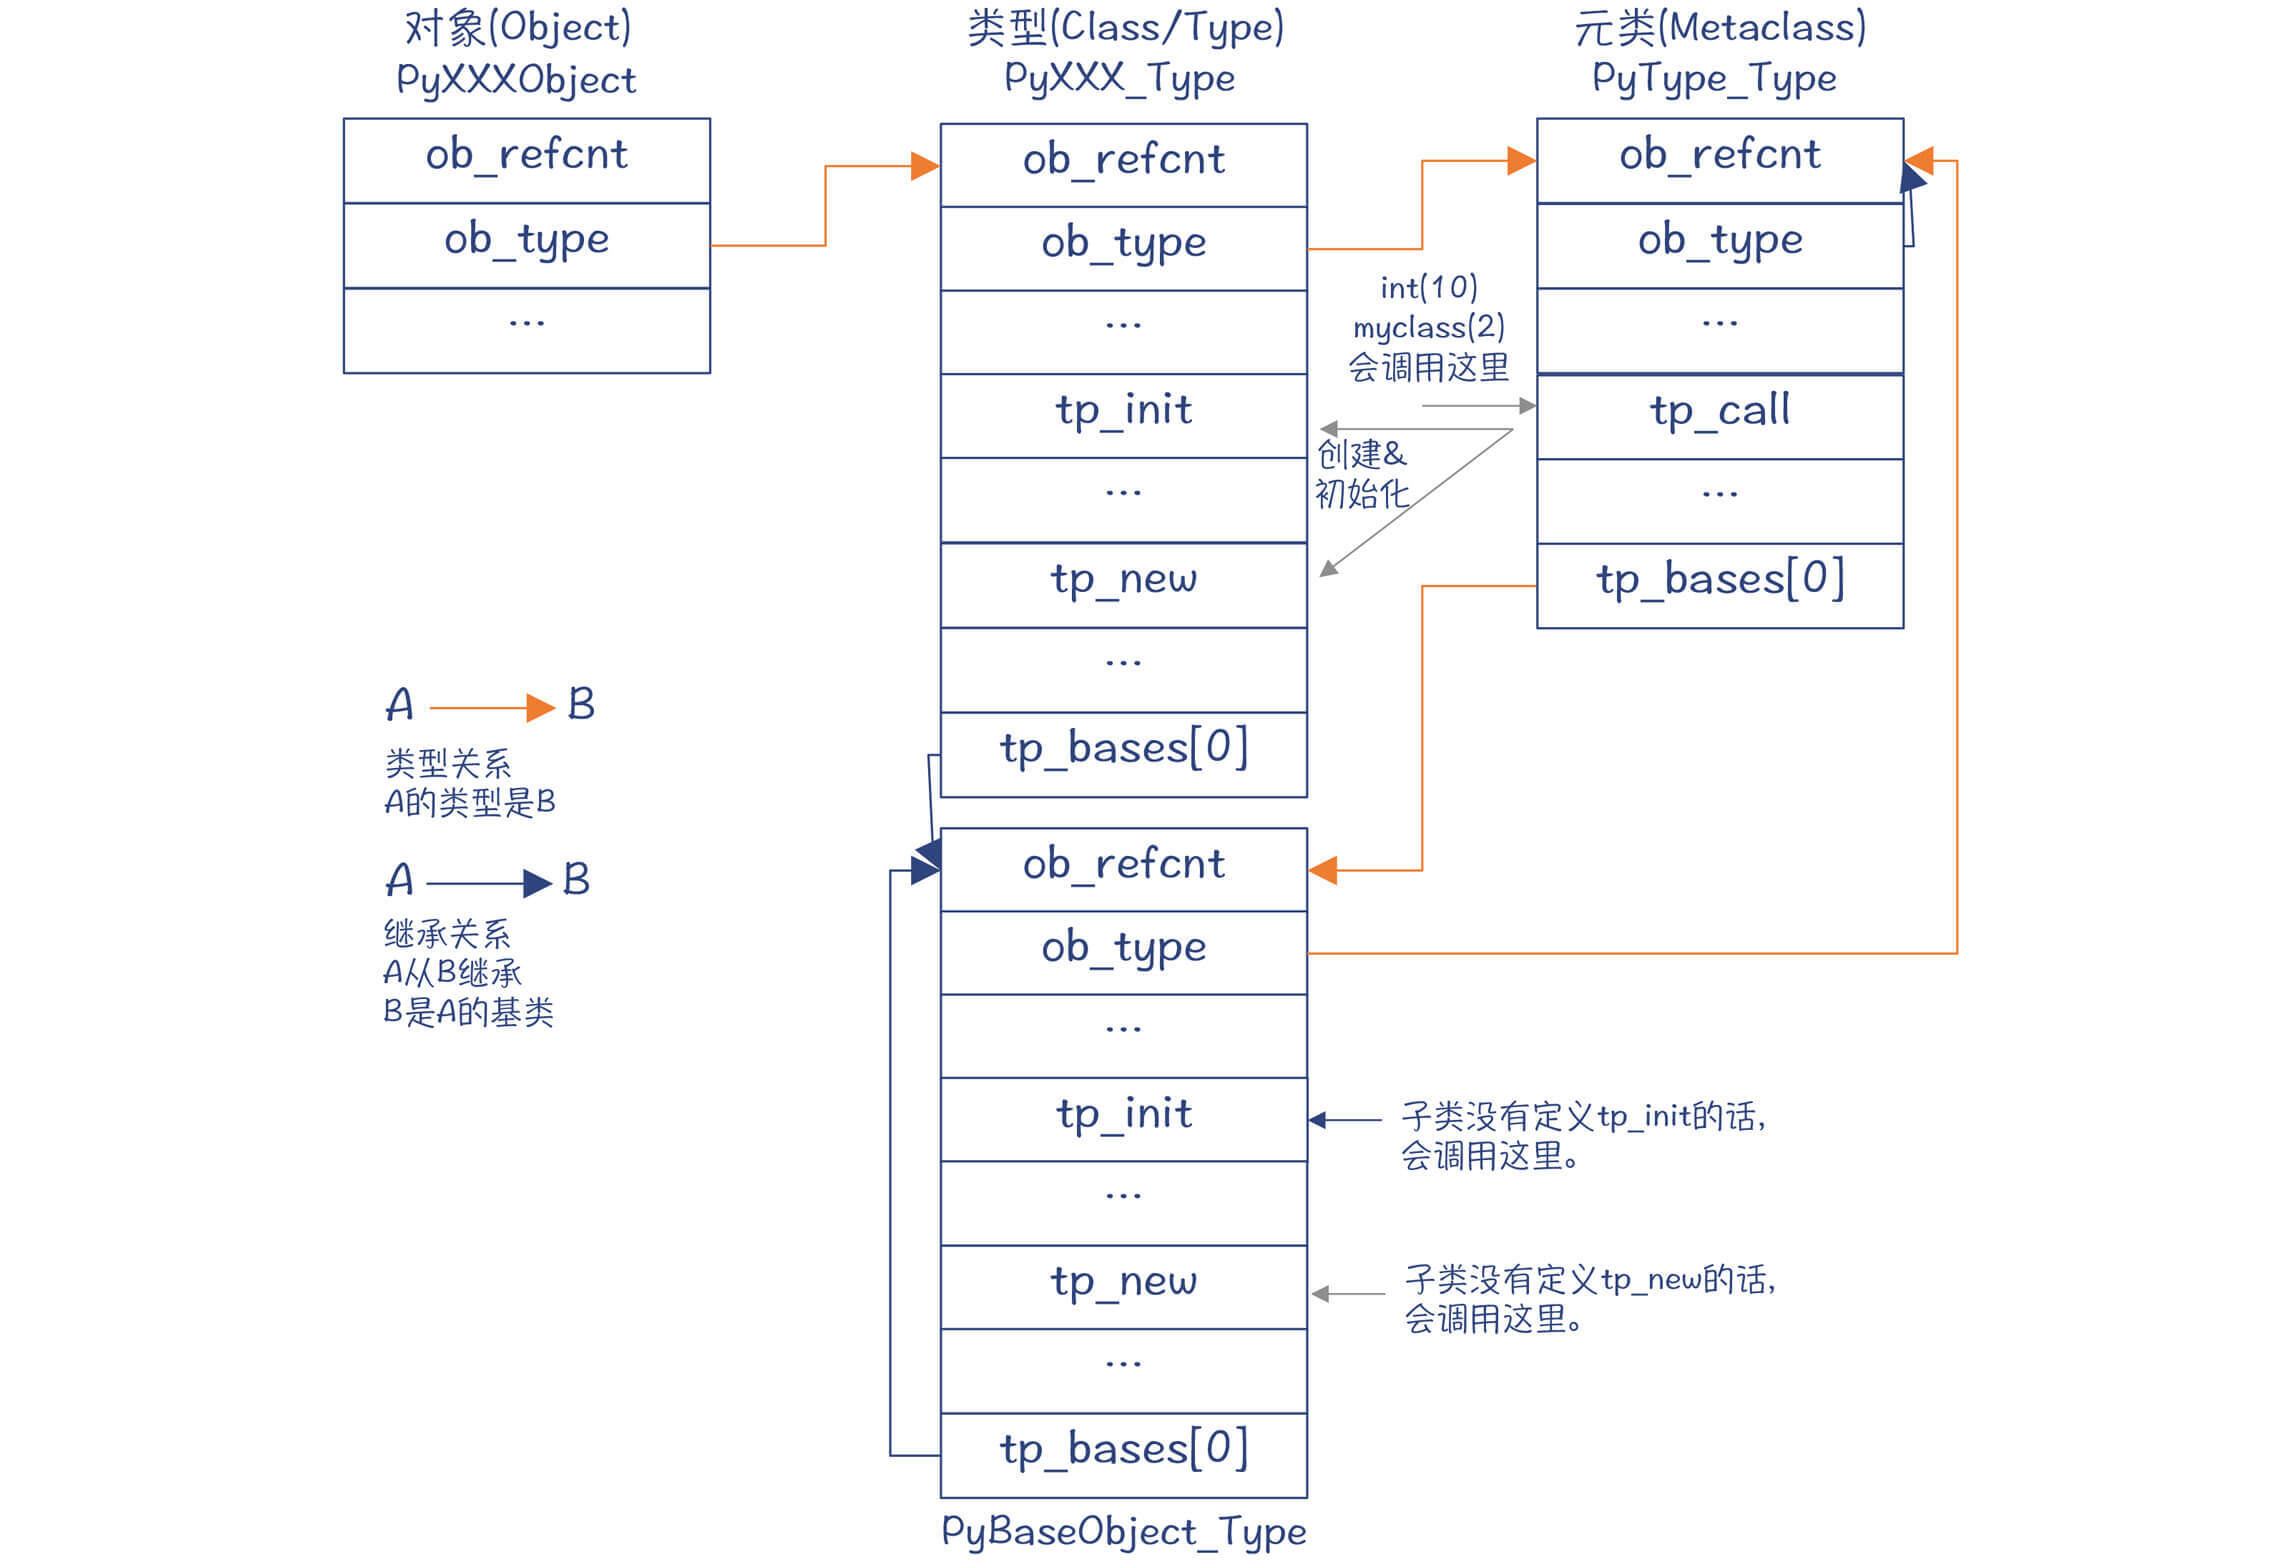 对象(Object)
PyXXXObject
ob_refcnt
ob_type
...
类型(Class/Type)
PyXXX_Type
ob_refcnt
ob_type
...
tp_init
...
tp_new
...
tp_bases[0]
元类(Metaclass)
PyType_Type
ob_refcnt
ob_type
...
tp_call
...
tp_bases[0]
int(10)
myclass(2)
会调用这里
创建&
初始化
A
B
类型关系
A的类型是B
A
B
继承关系
A从B继承
B是A的基类
ob_refcnt
ob_type
...
tp_init
...
tp_new
...
tp_bases[0]
PyBaseObject_Type
子类没有定义tp_init的话,
会调用这里。
子类没有定义tp_new的话,
会调用这里。